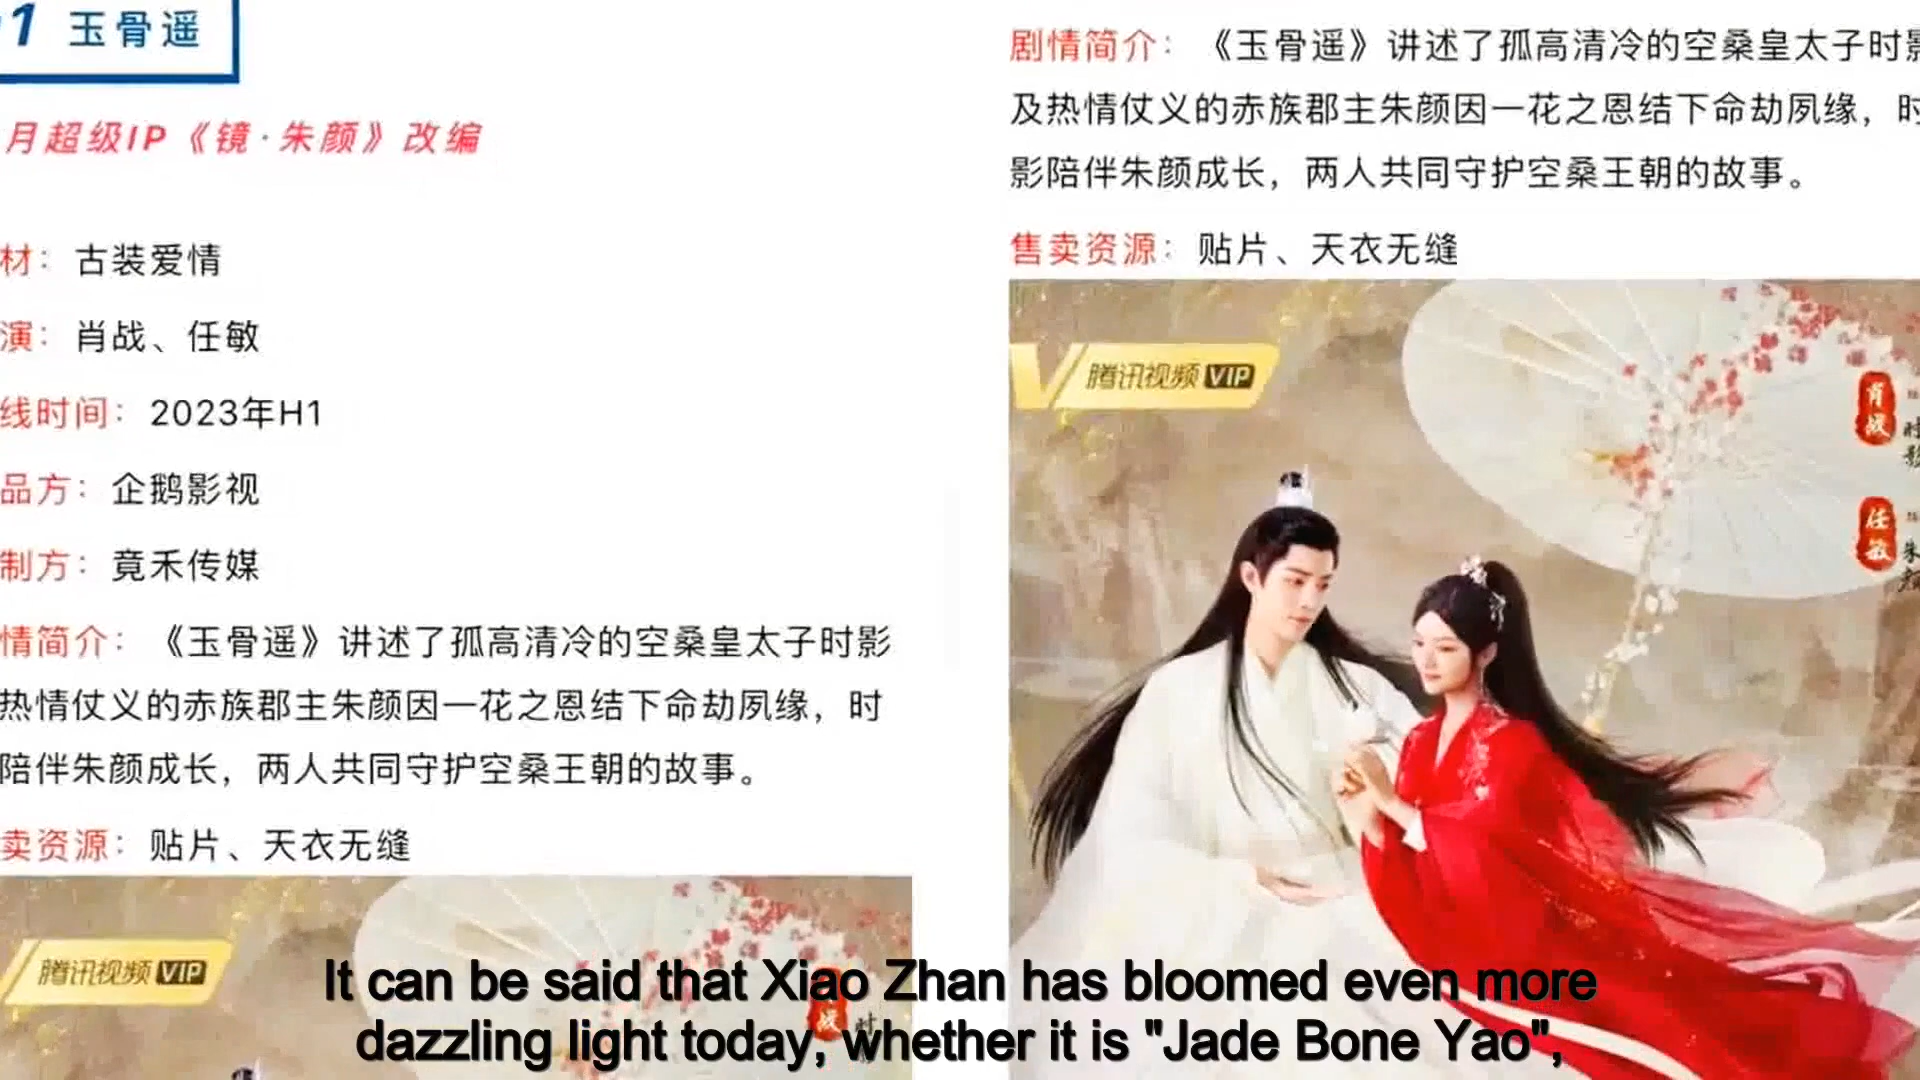 1 玉骨遥
月超级IP《镜·朱颜》改编
材：古装爱情
演：肖战、任敏
线时间：2023年H1
品方：企鹅影视
制方：竟禾传媒
情简介：《玉骨遥》讲述了孤高清冷的空桑皇太子时影
热情仗义的赤族郡主朱颜因一花之恩结下命劫夙缘，时
陪伴朱颜成长，两人共同守护空桑王朝的故事。
卖资源：贴片、天衣无缝
腾讯视频VIP
剧情简介：《玉骨遥》讲述了孤高清冷的空桑皇太子时影
及热情仗义的赤族郡主朱颜因一花之恩结下命劫夙缘，时
影陪伴朱颜成长，两人共同守护空桑王朝的故事。
售卖资源：贴片、天衣无缝
腾讯视频VIP
肖战
时影
任敏
朱颜
It can be said that Xiao Zhan has bloomed even more
dazzling light today, whether it is "Jade Bone Yao",